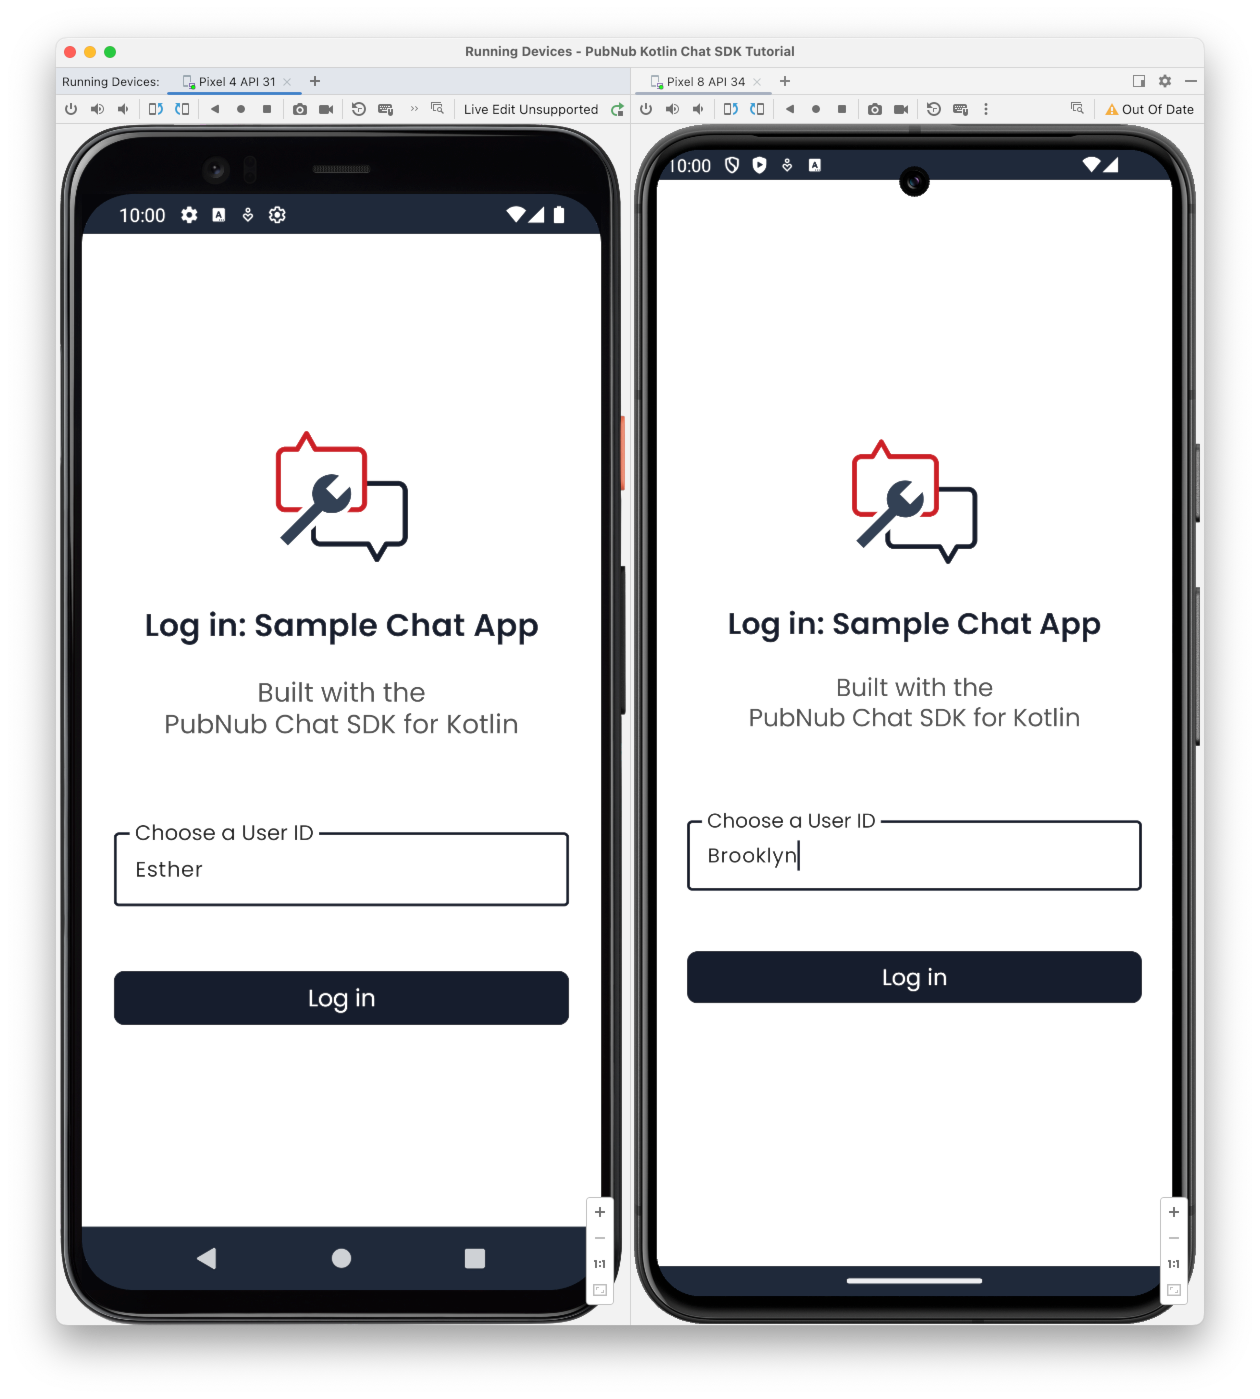 Running Devices - PubNub Kotlin Chat SDK Tutorial
Running Devices:
Pixel 4 API 31
Pixel 8 API 34
Live Edit Unsupported
Out Of Date
10:00
Log in: Sample Chat App
Built with the
PubNub Chat SDK for Kotlin
Choose a User ID
Esther
Log in
1:1
10:00
Log in: Sample Chat App
Built with the
PubNub Chat SDK for Kotlin
Choose a User ID
Brooklyn
Log in
1:1